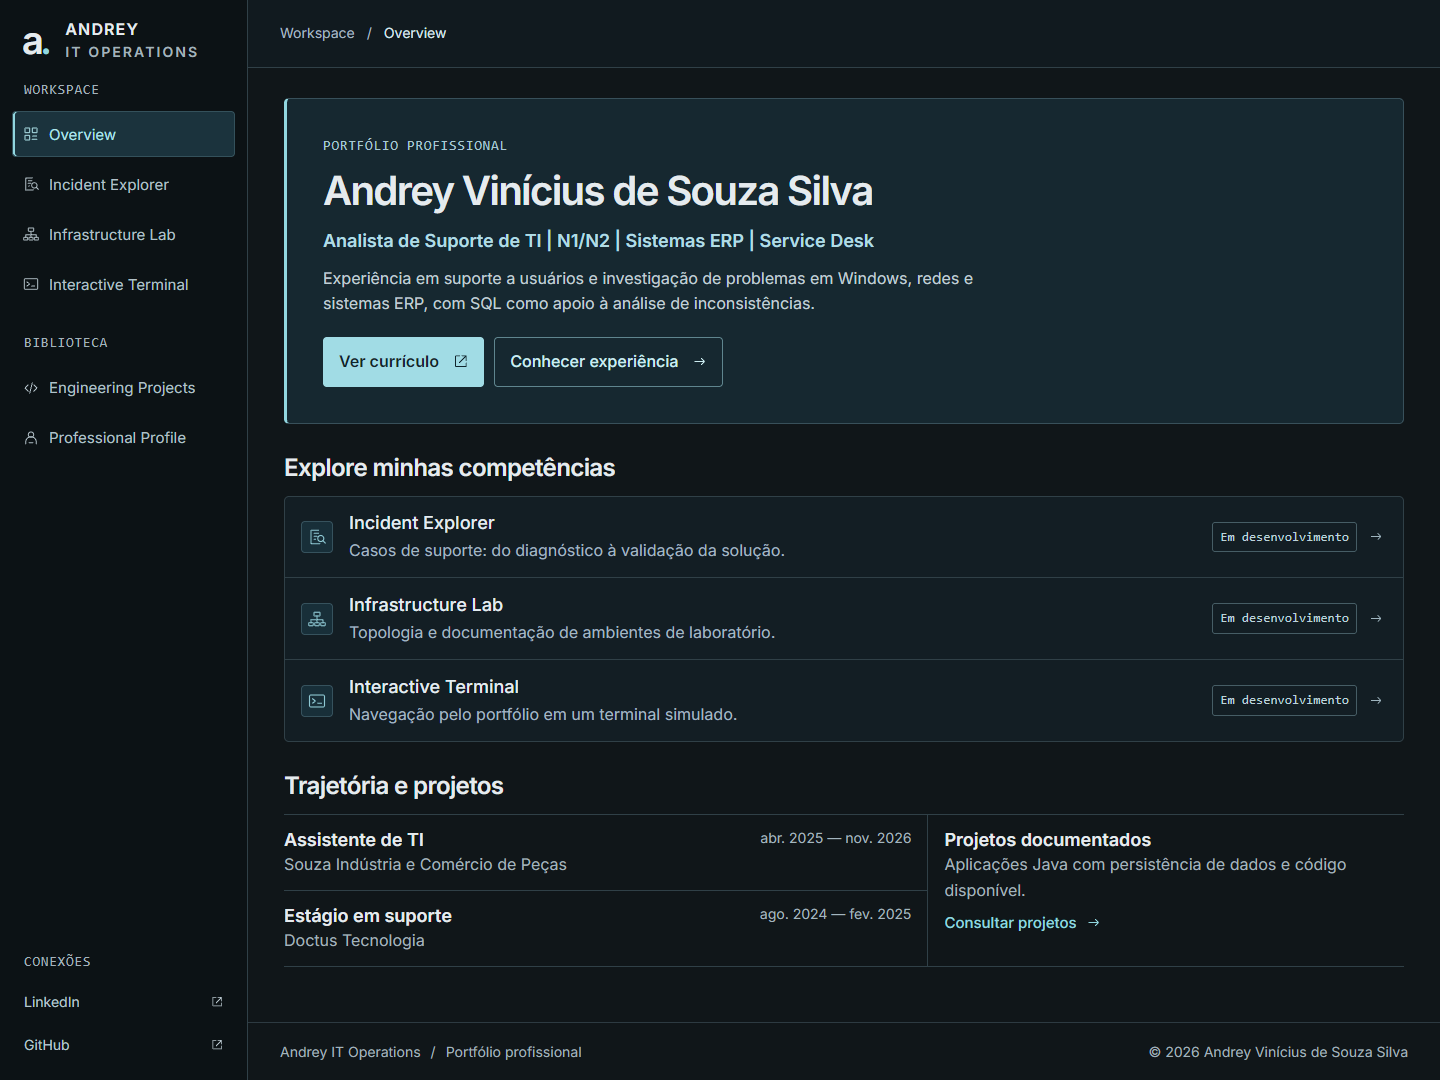 a.
ANDREY
IT OPERATIONS
WORKSPACE
Overview
Incident Explorer
Infrastructure Lab
Interactive Terminal
BIBLIOTECA
Engineering Projects
Professional Profile
CONEXÕES
LinkedIn
GitHub
Workspace / Overview
PORTFÓLIO PROFISSIONAL
Andrey Vinícius de Souza Silva
Analista de Suporte de TI | N1/N2 | Sistemas ERP | Service Desk
Experiência em suporte a usuários e investigação de problemas em Windows, redes e
sistemas ERP, com SQL como apoio à análise de inconsistências.
Ver currículo
Conhecer experiência →
Explore minhas competências
Incident Explorer
Casos de suporte: do diagnóstico à validação da solução.
Em desenvolvimento →
Infrastructure Lab
Topologia e documentação de ambientes de laboratório.
Em desenvolvimento →
Interactive Terminal
Navegação pelo portfólio em um terminal simulado.
Em desenvolvimento →
Trajetória e projetos
Assistente de TI
abr. 2025 — nov. 2026
Souza Indústria e Comércio de Peças
Estágio em suporte
ago. 2024 — fev. 2025
Doctus Tecnologia
Projetos documentados
Aplicações Java com persistência de dados e código
disponível.
Consultar projetos →
Andrey IT Operations / Portfólio profissional
© 2026 Andrey Vinícius de Souza Silva